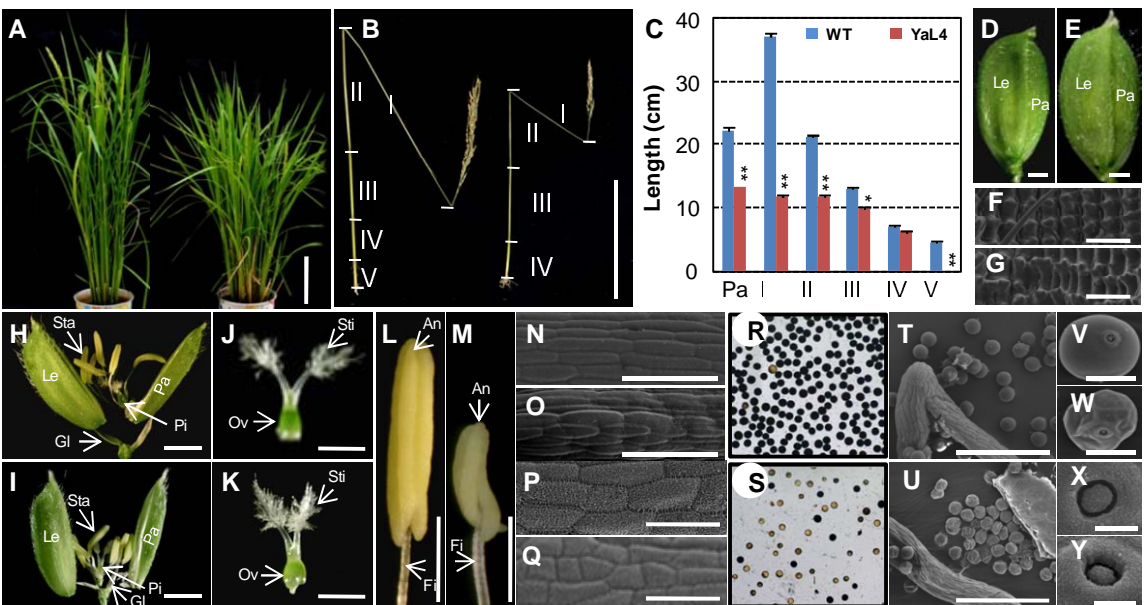 A
B
II
I
III
IV
V
II
I
III
IV
C
WT
YaL4
Length (cm)
40
30
20
10
0
**
**
**
*
**
Pa
I
II
III
IV
V
D
Le
Pa
E
Le
Pa
F
G
H
Sta
Le
Pa
Pi
Gl
I
Sta
Le
Pa
Pi
Gl
J
Sti
Ov
K
Sti
Ov
L
An
Fi
M
An
Fi
N
O
P
Q
R
S
T
U
V
W
X
Y